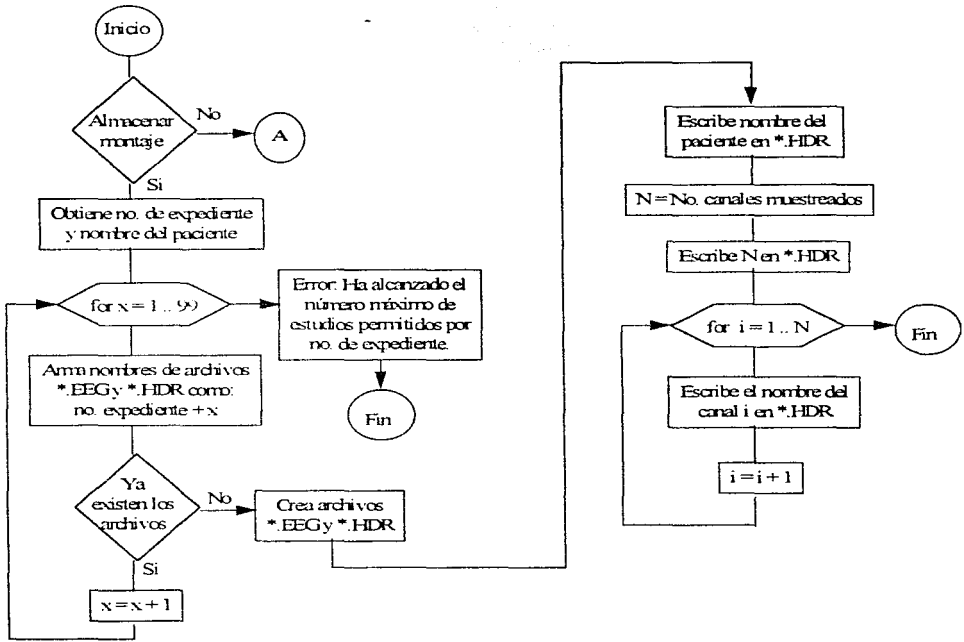 Inicio
Almacenar
montaje
No
A
Si
Obtiene no. de expediente
y nombre del paciente
for x = 1 .. 99
Error: Ha alcanzado el
número máximo de
estudios permitidos por
no. de expediente.
Fin
Arma nombres de archivos
*.EEG y *.HDR como:
no. expediente + x
Ya
existen los
archivos
No
Crea archivos
*.EEG y *.HDR
Si
x = x + 1
Escribe nombre del
paciente en *.HDR
N = No. canales muestreados
Escribe N en *.HDR
for i = 1 .. N
Fin
Escribe el nombre del
canal i en *.HDR
i = i + 1